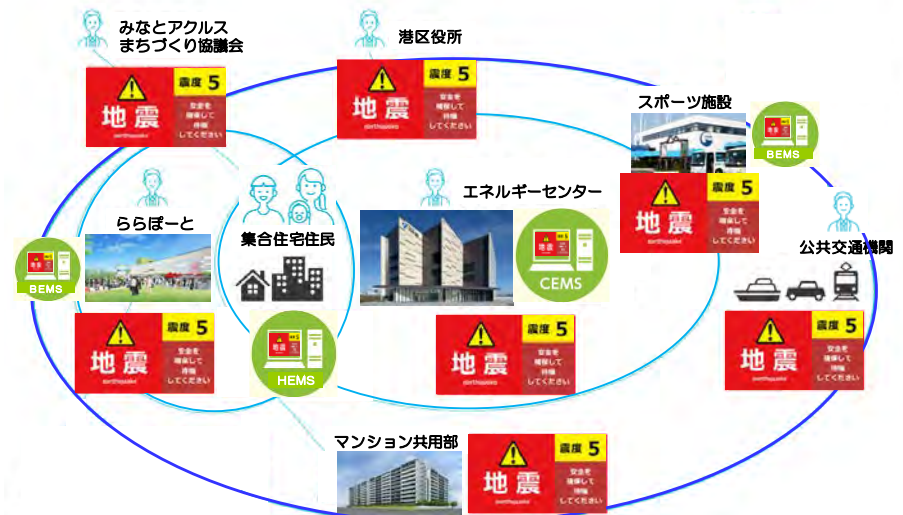 みなとアクルス
まちづくり協議会
港区役所
スポーツ施設
震度 5
地震
earthquake
安全を
確保して
待機
してください
震度 5
地震
earthquake
安全を
確保して
待機
してください
BEMS
震度 5
地震
earthquake
安全を
確保して
待機
してください
ららぽーと
集合住宅住民
エネルギーセンター
公共交通機関
BEMS
CEMS
HEMS
震度 5
地震
earthquake
安全を
確保して
待機
してください
震度 5
地震
earthquake
安全を
確保して
待機
してください
震度 5
地震
earthquake
安全を
確保して
待機
してください
マンション共用部
震度 5
地震
earthquake
安全を
確保して
待機
してください